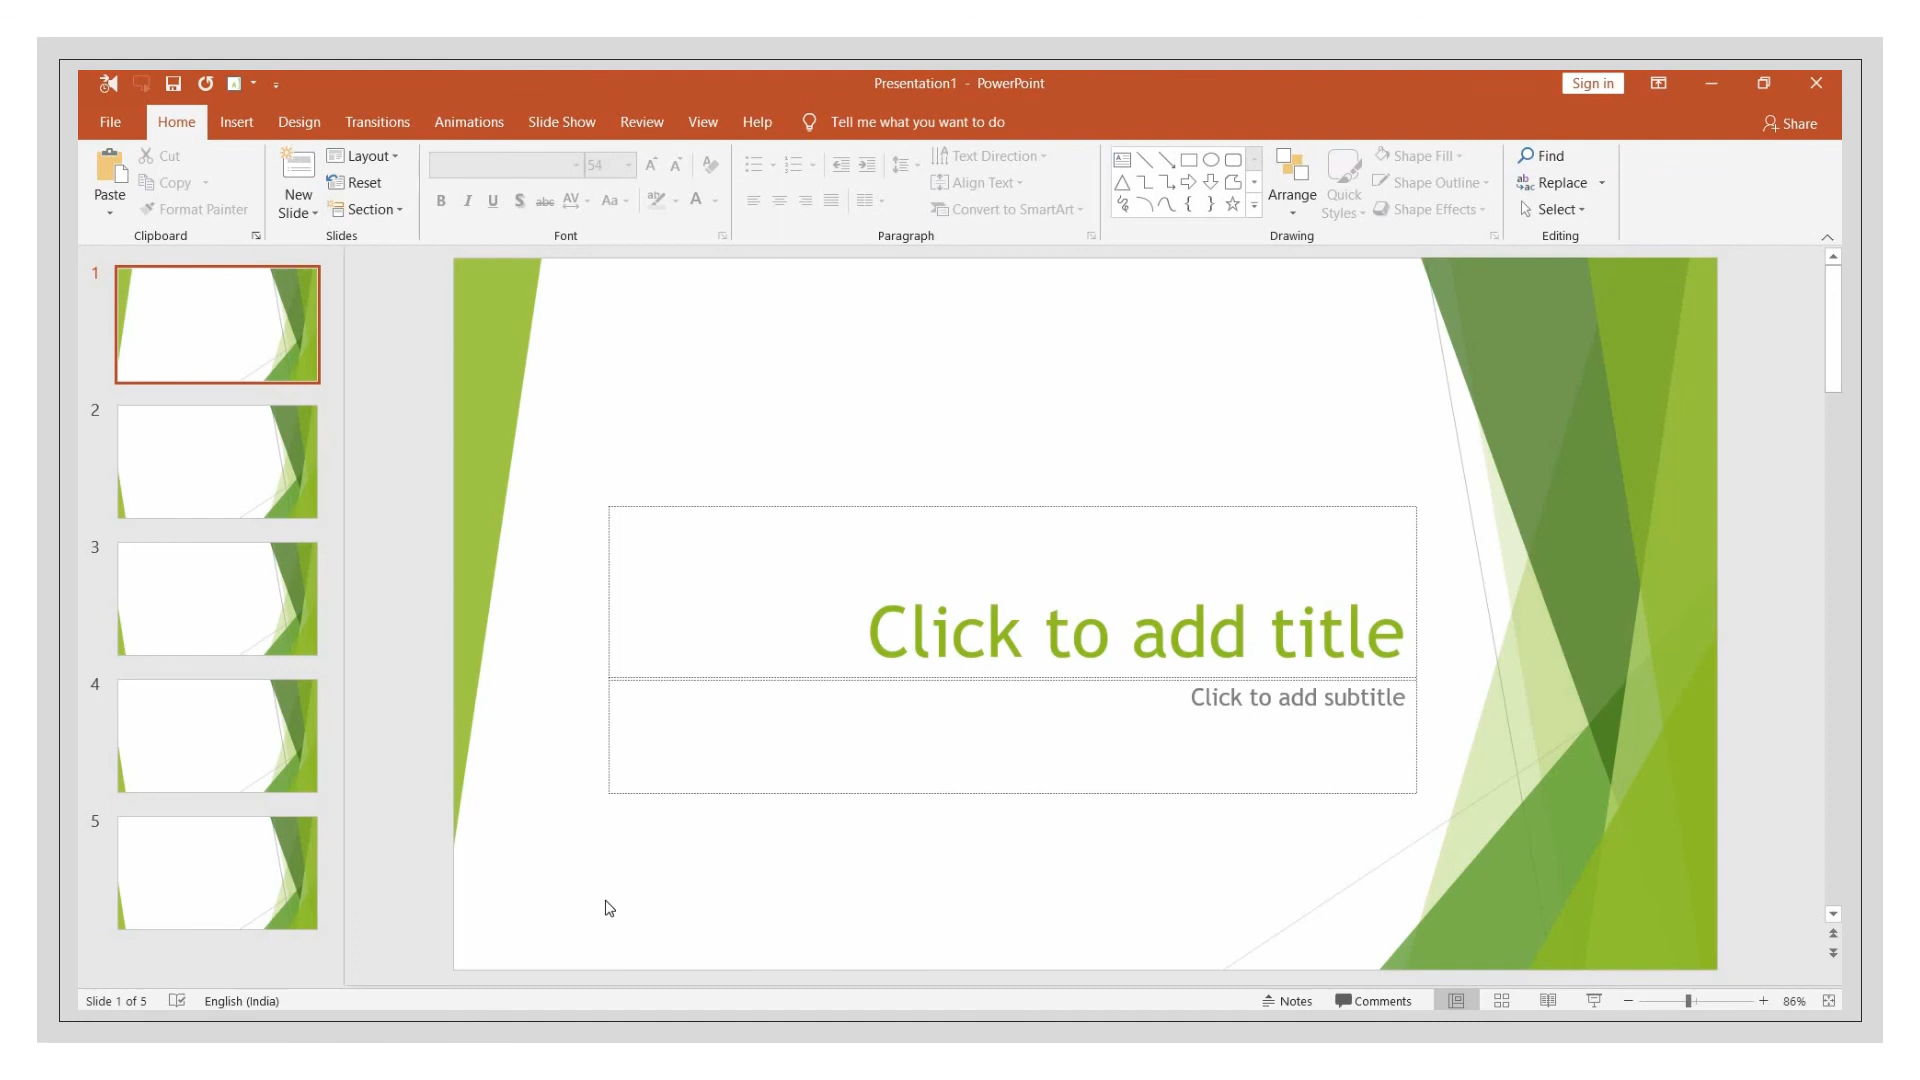 Presentation1 - PowerPoint
Sign in
File Home Insert Design Transitions Animations Slide Show Review View Help Tell me what you want to do
Share
Paste
Cut
Copy
Format Painter
Clipboard
New Slide
Layout
Reset
Section
Slides
54
B I U S abc AV Aa aby A
Font
Text Direction
Align Text
Convert to SmartArt
Paragraph
Arrange
Quick Styles
Shape Fill
Shape Outline
Shape Effects
Drawing
Find
Replace
Select
Editing
1
2
3
4
5
Click to add title
Click to add subtitle
Slide 1 of 5
English (India)
Notes
Comments
86%